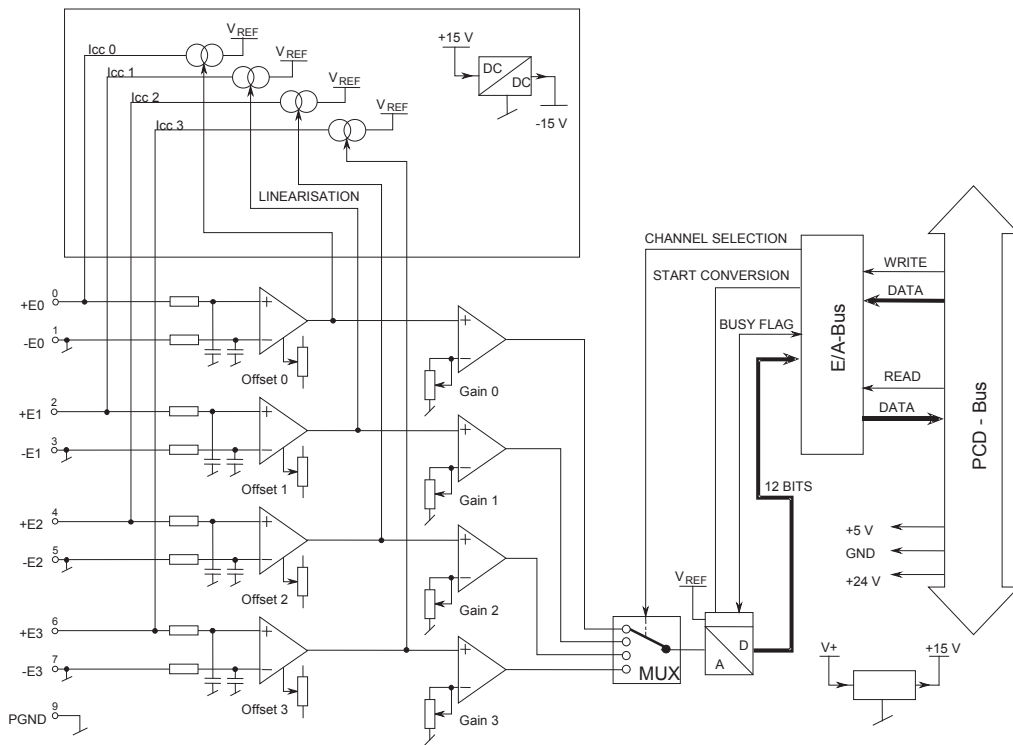 Icc 0
VREF
Icc 1
VREF
Icc 2
VREF
Icc 3
VREF
+15 V
DC
DC
-15 V
LINEARISATION
CHANNEL SELECTION
START CONVERSION
BUSY FLAG
E/A-Bus
WRITE
DATA
READ
DATA
PCD - Bus
12 BITS
+5 V
GND
+24 V
+E0
0
-E0
1
+
−
Offset 0
+
−
Gain 0
+E1
2
-E1
3
+
−
Offset 1
+
−
Gain 1
+E2
4
-E2
5
+
−
Offset 2
+
−
Gain 2
+E3
6
-E3
7
+
−
Offset 3
+
−
Gain 3
PGND
9
MUX
VREF
A
D
V+
+15 V